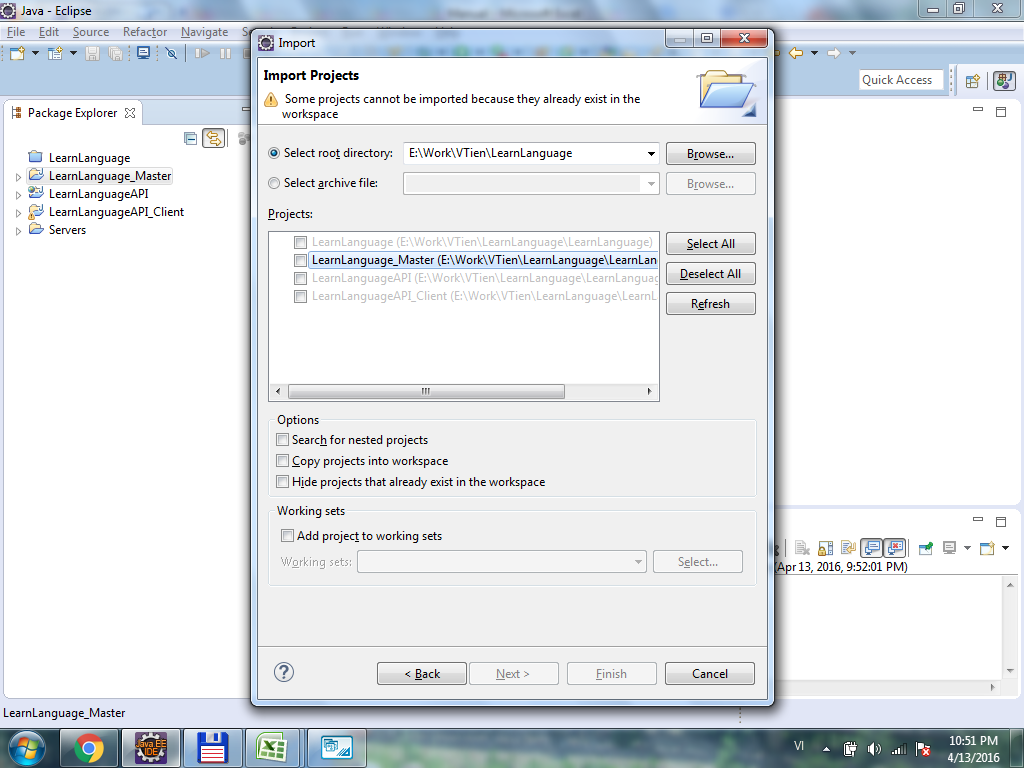 Java - Eclipse
File Edit Source Refactor Navigate
Import
Import Projects
Some projects cannot be imported because they already exist in the
workspace
Quick Access
Package Explorer
LearnLanguage
LearnLanguage_Master
LearnLanguageAPI
LearnLanguageAPI_Client
Servers
Select root directory: E:\Work\VTien\LearnLanguage Browse...
Select archive file: Browse...
Projects:
LearnLanguage (E:\Work\VTien\LearnLanguage\LearnLanguage)
LearnLanguage_Master (E:\Work\VTien\LearnLanguage\LearnLan
LearnLanguageAPI (E:\Work\VTien\LearnLanguage\LearnLanguag
LearnLanguageAPI_Client (E:\Work\VTien\LearnLanguage\LearnL
Select All
Deselect All
Refresh
Options
Search for nested projects
Copy projects into workspace
Hide projects that already exist in the workspace
Working sets
Add project to working sets
Working sets: Select...
(Apr 13, 2016, 9:52:01 PM)
< Back Next > Finish Cancel
LearnLanguage_Master
Java EE
IDE
VI
10:51 PM
4/13/2016